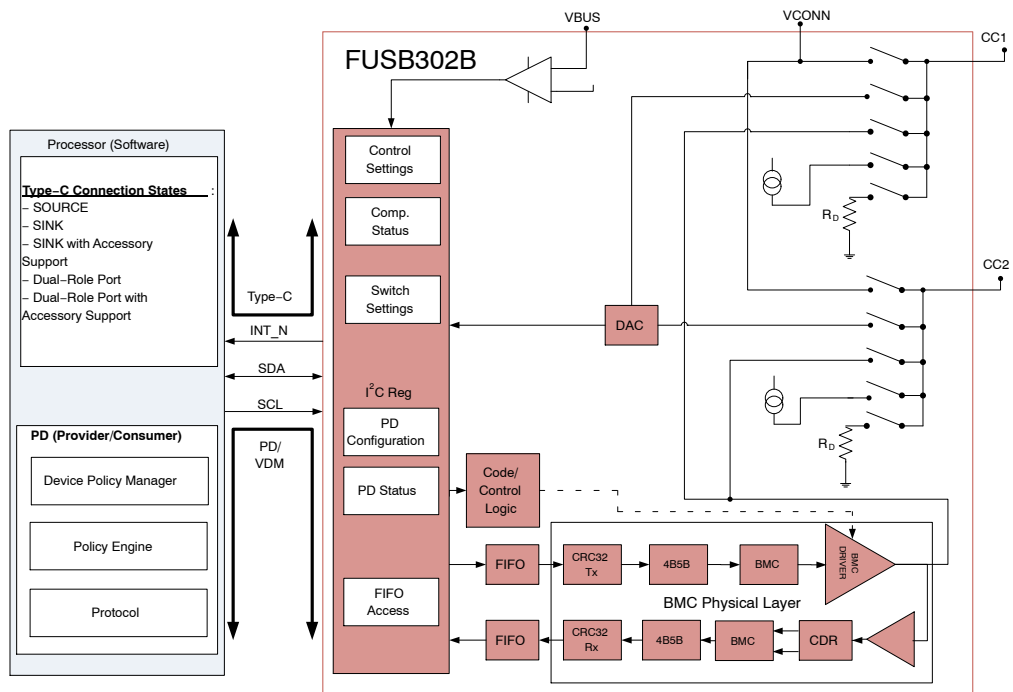 VBUS
VCONN
CC1
FUSB302B
Processor (Software)
Type−C Connection States :
− SOURCE
− SINK
− SINK with Accessory
Support
− Dual−Role Port
− Dual−Role Port with
Accessory Support
Control
Settings
Comp.
Status
Switch
Settings
Type−C
INT_N
SDA
SCL
I2C Reg
PD
Configuration
PD Status
FIFO
Access
PD/
VDM
PD (Provider/Consumer)
Device Policy Manager
Policy Engine
Protocol
RD
CC2
DAC
RD
Code/
Control
Logic
FIFO
CRC32
Tx
4B5B
BMC
BMC
DRIVER
BMC Physical Layer
FIFO
CRC32
Rx
4B5B
BMC
CDR